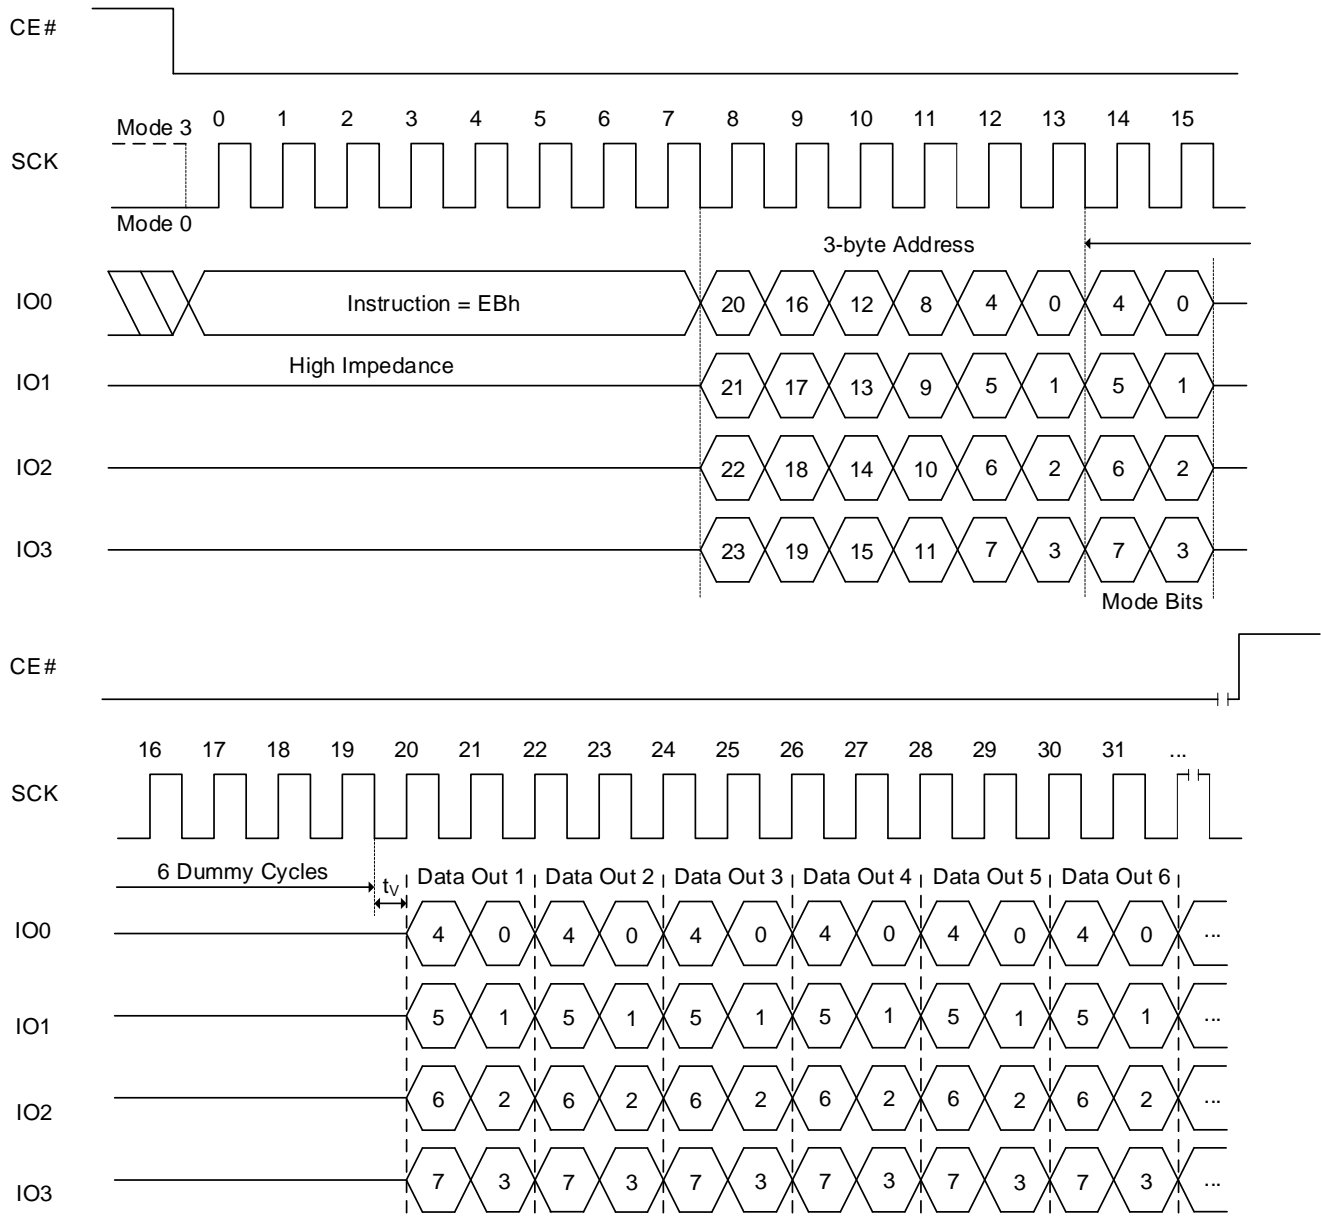 CE#
Mode 3 0 1 2 3 4 5 6 7 8 9 10 11 12 13 14 15
SCK
Mode 0
3-byte Address
IO0 Instruction = EBh 20 16 12 8 4 0 4 0
High Impedance
IO1 21 17 13 9 5 1 5 1
IO2 22 18 14 10 6 2 6 2
IO3 23 19 15 11 7 3 7 3
Mode Bits
CE#
16 17 18 19 20 21 22 23 24 25 26 27 28 29 30 31 ...
SCK
6 Dummy Cycles tV Data Out 1 Data Out 2 Data Out 3 Data Out 4 Data Out 5 Data Out 6
IO0 4 0 4 0 4 0 4 0 4 0 4 0 ...
IO1 5 1 5 1 5 1 5 1 5 1 5 1 ...
IO2 6 2 6 2 6 2 6 2 6 2 6 2 ...
IO3 7 3 7 3 7 3 7 3 7 3 7 3 ...